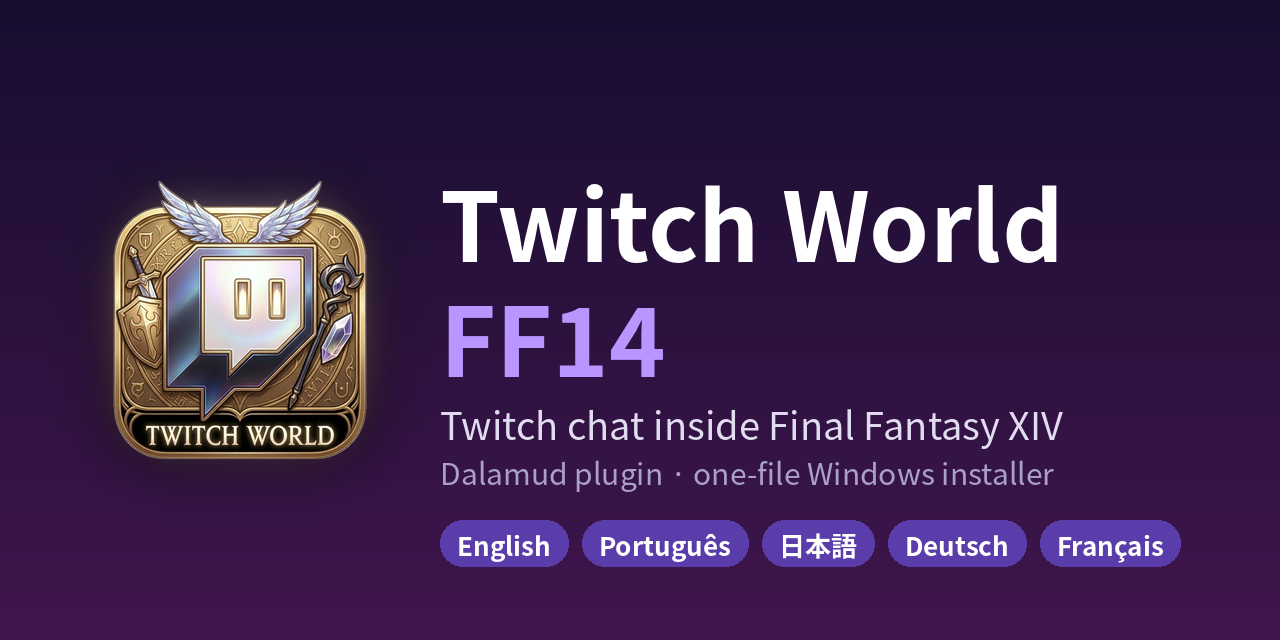 Twitch World
FF14
Twitch chat inside Final Fantasy XIV
Dalamud plugin · one-file Windows installer
English Português 日本語 Deutsch Français
TWITCH WORLD